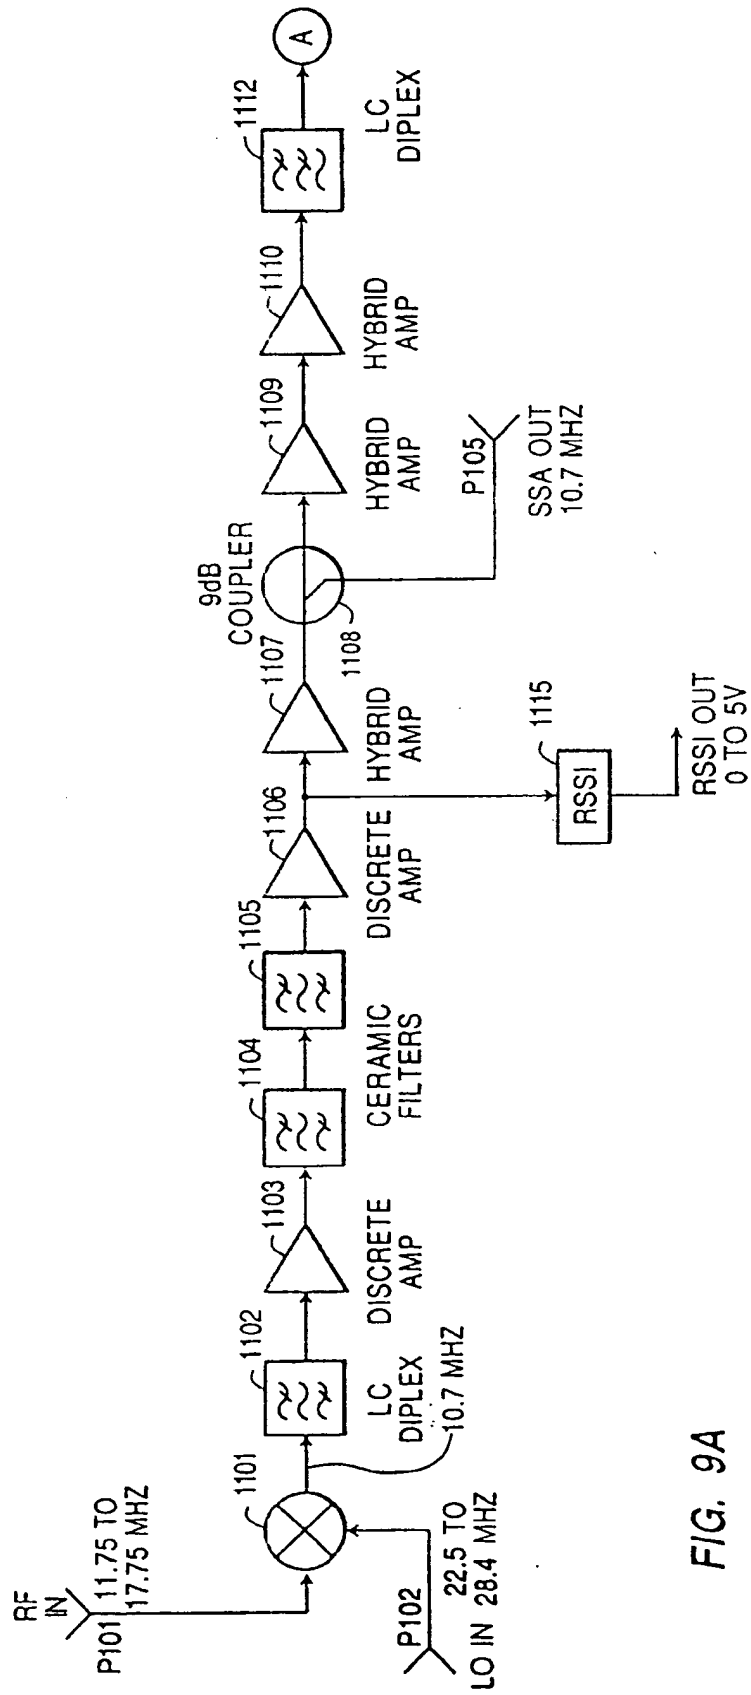 RF
IN
P101
11.75 TO
17.75 MHZ
P102
LO IN
22.5 TO
28.4 MHZ
1101
10.7 MHZ
1102
LC
DIPLEX
1103
DISCRETE
AMP
1104
1105
CERAMIC
FILTERS
1106
DISCRETE
AMP
1107
HYBRID
AMP
9dB
COUPLER
1108
P105
SSA OUT
10.7 MHZ
1115
RSSI
RSSI OUT
0 TO 5V
1109
HYBRID
AMP
1110
HYBRID
AMP
1112
LC
DIPLEX
A
FIG. 9A